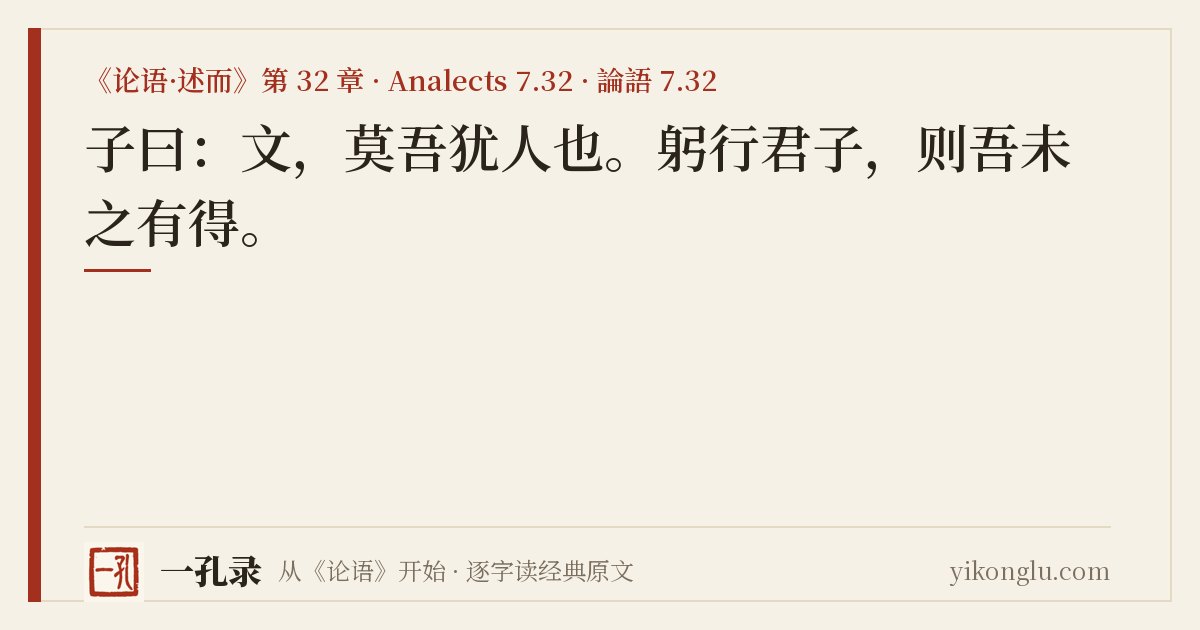 《论语·述而》第 32 章 · Analects 7.32 · 論語 7.32
子曰：文，莫吾犹人也。躬行君子，则吾未
之有得。
一孔
一孔录 从《论语》开始 · 逐字读经典原文 yikonglu.com